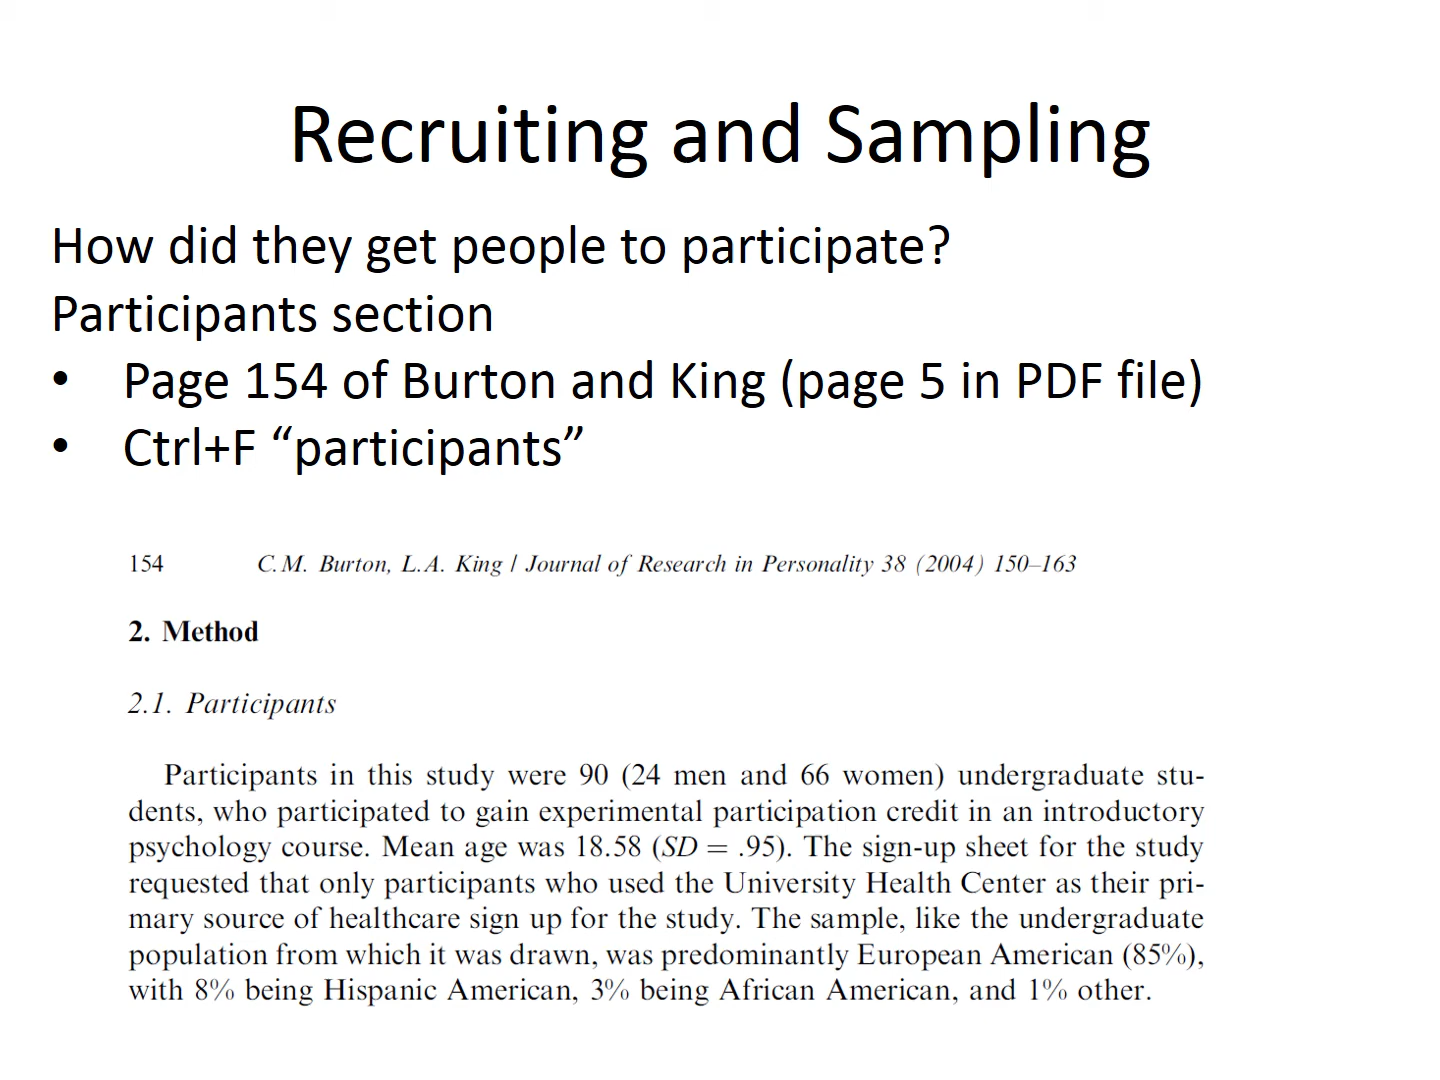 Recruiting and Sampling
How did they get people to participate?
Participants section
• Page 154 of Burton and King (page 5 in PDF file)
• Ctrl+F “participants”
154 C.M. Burton, L.A. King / Journal of Research in Personality 38 (2004) 150–163
2. Method
2.1. Participants
Participants in this study were 90 (24 men and 66 women) undergraduate stu-
dents, who participated to gain experimental participation credit in an introductory
psychology course. Mean age was 18.58 (SD = .95). The sign-up sheet for the study
requested that only participants who used the University Health Center as their pri-
mary source of healthcare sign up for the study. The sample, like the undergraduate
population from which it was drawn, was predominantly European American (85%),
with 8% being Hispanic American, 3% being African American, and 1% other.